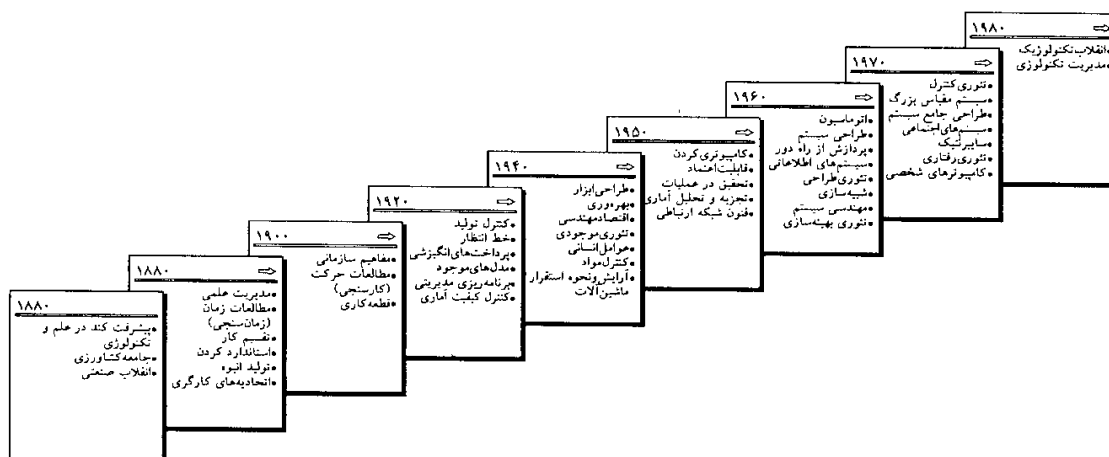 ۱۸۸۰
•پیشرفت کند در علم و
تکنولوژی
•جامعه‌کشاورزی
•انقلاب صنعتی
۱۸۸۰
•مدیریت علمی
•مطالعات زمان
(زمان‌سنجی)
•تقسیم کار
•استاندارد کردن
•تولید انبوه
•اتحادیه‌های کارگری
۱۹۰۰
•مفاهیم سازمانی
•مطالعات حرکت
(کارسنجی)
•قطعه‌کاری
۱۹۲۰
•کنترل تولید
•خط انتظار
•پرداخت‌های‌انگیزشی
•مدل‌های‌موجود
•برنامه‌ریزی مدیریتی
•کنترل کیفیت آماری
۱۹۴۰
•طراحی‌ابزار
•بهره‌وری
•اقتصادمهندسی
•تئوری‌موجودی
•عوامل‌انسانی
•کنترل‌مواد
•آرایش‌ونحوه استقرار
ماشین‌آلات
۱۹۵۰
•کامپیوتری‌کردن
•قابلیت‌اعتماد
•تحقیق در عملیات
•تجزیه و تحلیل آماری
•فنون شبکه ارتباطی
۱۹۶۰
•اتوماسیون
•طراحی سیستم
•پردازش از راه دور
•سیستم‌های اطلاعاتی
•تئوری‌طراحی
•شبیه‌سازی
•مهندسی سیستم
•تئوری بهینه‌سازی
۱۹۷۰
•تئوری‌کنترل
•سیستم مقیاس بزرگ
•طراحی جامع سیستم
•سیستم‌های‌اجتماعی
•سایبرنتیک
•تئوری‌رفتاری
•کامپیوترهای شخصی
۱۹۸۰
•انقلاب‌تکنولوژیک
•مدیریت تکنولوژی